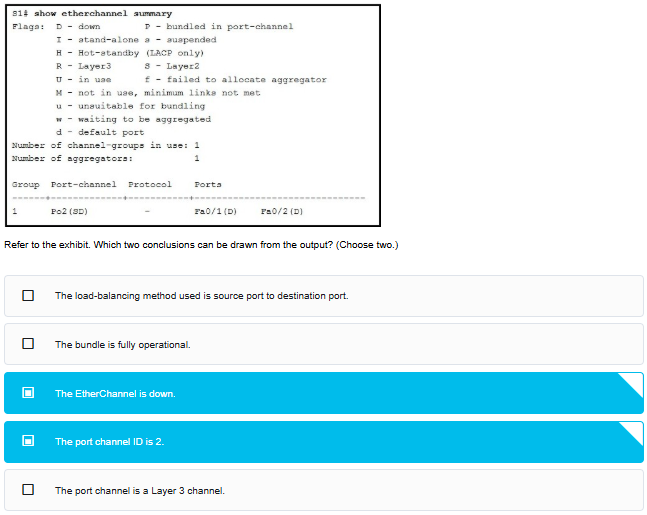 S1# show etherchannel summary
Flags: D - down P - bundled in port-channel
I - stand-alone s - suspended
H - Hot-standby (LACP only)
R - Layer3 S - Layer2
U - in use f - failed to allocate aggregator
M - not in use, minimum links not met
u - unsuitable for bundling
w - waiting to be aggregated
d - default port
Number of channel-groups in use: 1
Number of aggregators: 1
Group Port-channel Protocol Ports
------+-------------+-----------+-----------------------------------------------
1 Po2(SD) - Fa0/1(D) Fa0/2(D)
Refer to the exhibit. Which two conclusions can be drawn from the output? (Choose two.)
The load-balancing method used is source port to destination port.
The bundle is fully operational.
The EtherChannel is down.
The port channel ID is 2.
The port channel is a Layer 3 channel.